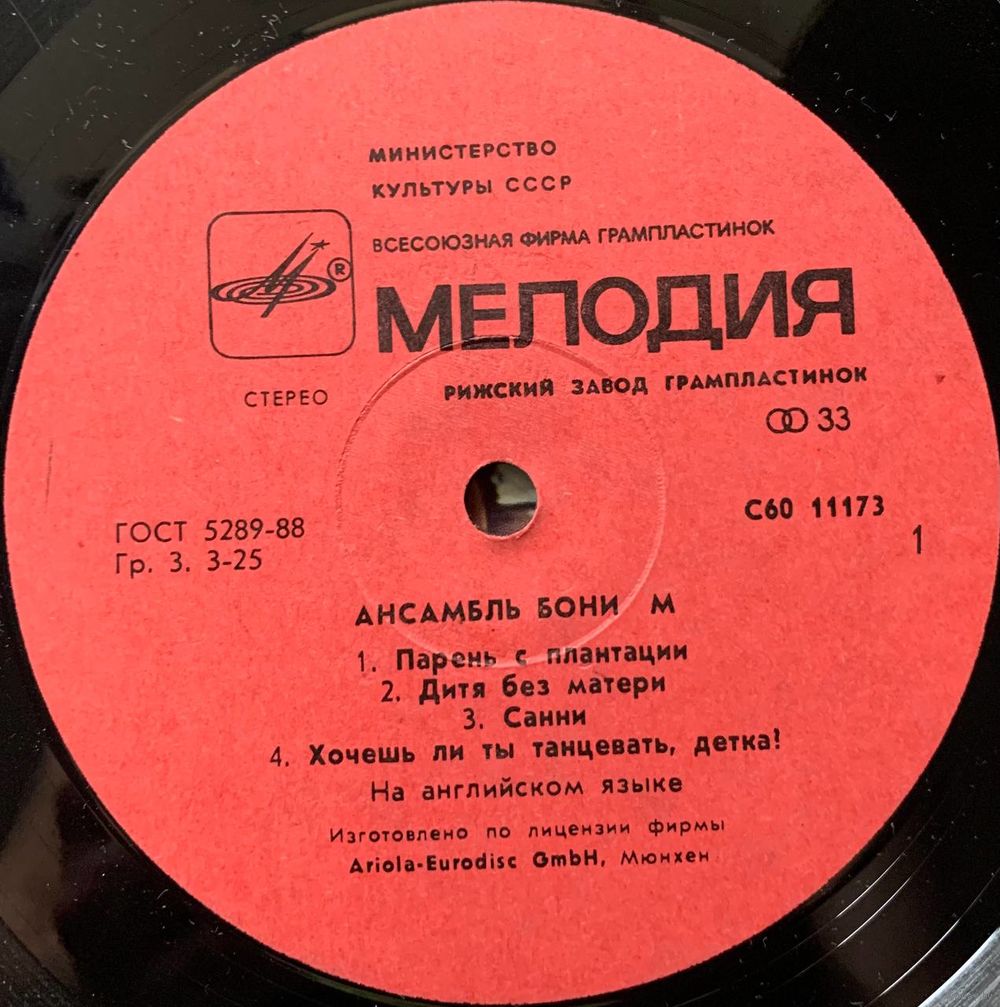 МИНИСТЕРСТВО
КУЛЬТУРЫ СССР
ВСЕСОЮЗНАЯ ФИРМА ГРАМПЛАСТИНОК
®
МЕЛОДИЯ
РИЖСКИЙ ЗАВОД ГРАМПЛАСТИНОК
СТЕРЕО
33
С60 11173
ГОСТ 5289-88
Гр. 3. 3-25
1
АНСАМБЛЬ БОНИ М
1. Парень с плантации
2. Дитя без матери
3. Санни
4. Хочешь ли ты танцевать, детка!
На английском языке
Изготовлено по лицензии фирмы
Ariola-Eurodisc GmbH, Мюнхен